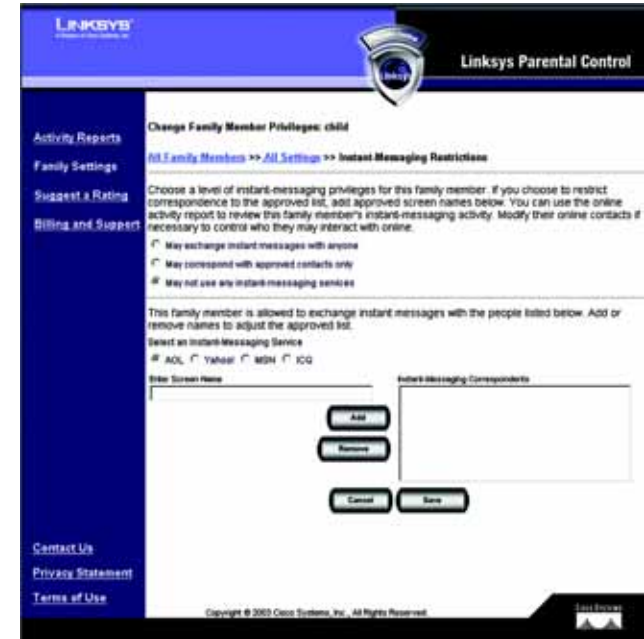 LINKSYS
A Division of Cisco Systems, Inc.
Linksys
Linksys Parental Control
Activity Reports
Family Settings
Suggest a Rating
Billing and Support
Change Family Member Privileges: child
All Family Members >> All Settings >> Instant-Messaging Restrictions
Choose a level of instant-messaging privileges for this family member. If you choose to restrict
correspondence to the approved list, add approved screen names below. You can use the online
activity report to review this family member's instant-messaging activity. Modify their online contacts if
necessary to control who they may interact with online.
May exchange instant messages with anyone
May correspond with approved contacts only
May not use any instant-messaging services
This family member is allowed to exchange instant messages with the people listed below. Add or
remove names to adjust the approved list.
Select an Instant-Messaging Service
AOL Yahoo! MSN ICQ
Enter Screen Name
Instant-Messaging Correspondents
Add
Remove
Cancel Save
Contact Us
Privacy Statement
Terms of Use
Copyright © 2003 Cisco Systems, Inc., All Rights Reserved.
CISCO SYSTEMS